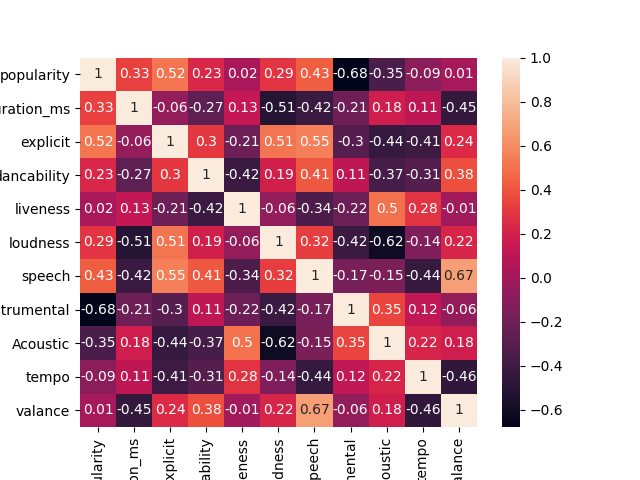 popularity 1 0.33 0.52 0.23 0.02 0.29 0.43 -0.68 -0.35 -0.09 0.01
uration_ms 0.33 1 -0.06 -0.27 0.13 -0.51 -0.42 -0.21 0.18 0.11 -0.45
explicit 0.52 -0.06 1 0.3 -0.21 0.51 0.55 -0.3 -0.44 -0.41 0.24
dancability 0.23 -0.27 0.3 1 -0.42 0.19 0.41 0.11 -0.37 -0.31 0.38
liveness 0.02 0.13 -0.21 -0.42 1 -0.06 -0.34 -0.22 0.5 0.28 -0.01
loudness 0.29 -0.51 0.51 0.19 -0.06 1 0.32 -0.42 -0.62 -0.14 0.22
speech 0.43 -0.42 0.55 0.41 -0.34 0.32 1 -0.17 -0.15 -0.44 0.67
trumental -0.68 -0.21 -0.3 0.11 -0.22 -0.42 -0.17 1 0.35 0.12 -0.06
Acoustic -0.35 0.18 -0.44 -0.37 0.5 -0.62 -0.15 0.35 1 0.22 0.18
tempo -0.09 0.11 -0.41 -0.31 0.28 -0.14 -0.44 0.12 0.22 1 -0.46
valance 0.01 -0.45 0.24 0.38 -0.01 0.22 0.67 -0.06 0.18 -0.46 1
ularity
on_ms
xplicit
ability
eness
dness
peech
mental
oustic
tempo
alance
1.0
0.8
0.6
0.4
0.2
0.0
−0.2
−0.4
−0.6